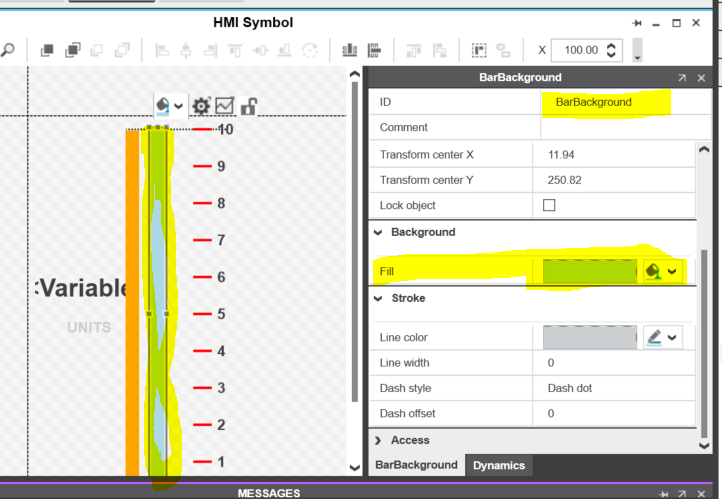 HMI Symbol
X 100.00
BarBackground
ID BarBackground
Comment
Transform center X 11.94
Transform center Y 250.82
Lock object
Background
Fill
Stroke
Line color
Line width 0
Dash style Dash dot
Dash offset 0
Access
BarBackground Dynamics
10
9
8
7
<Variable
6
UNITS
5
4
3
2
1
MESSAGES